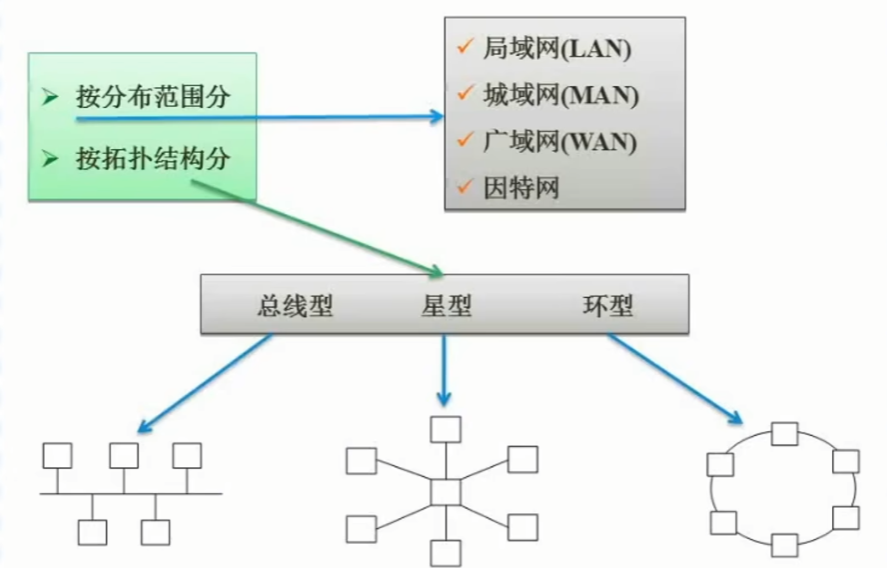 按分布范围分
按拓扑结构分
局域网(LAN)
城域网(MAN)
广域网(WAN)
因特网
总线型 星型 环型